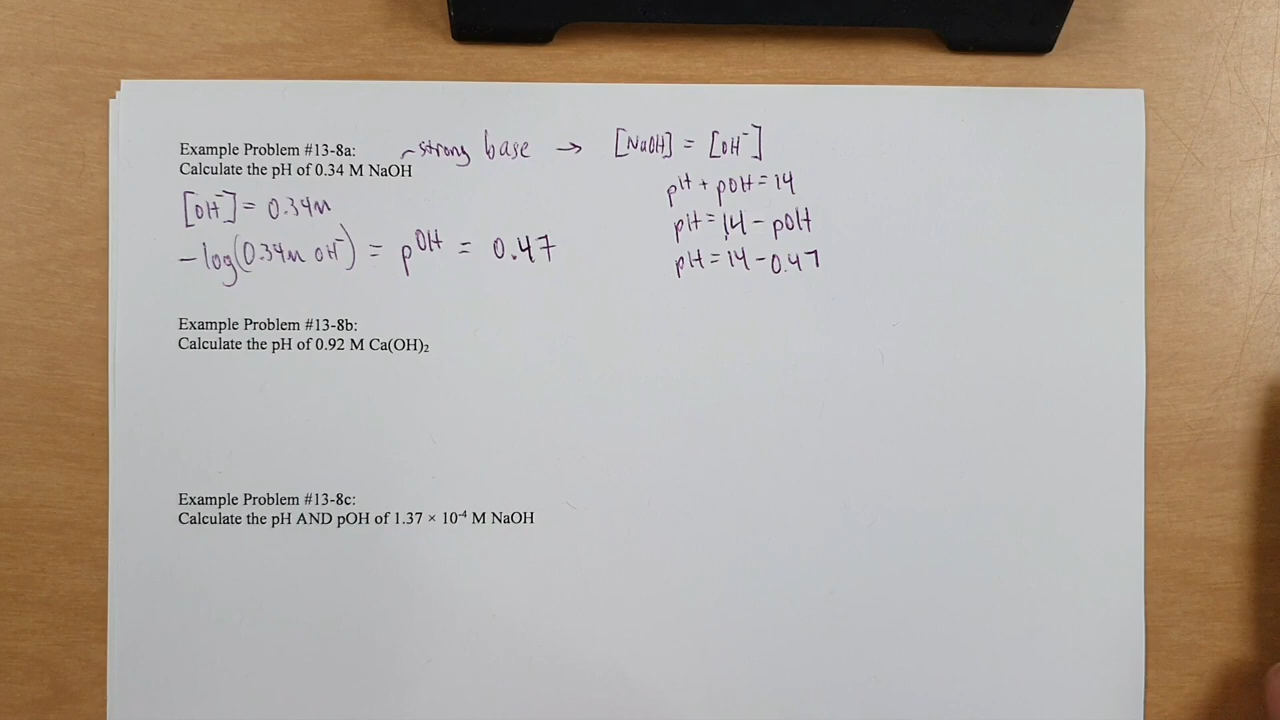 Example Problem #13-8a:
Calculate the pH of 0.34 M NaOH
strong base → [NaOH] = [OH⁻]
pH + pOH = 14
pH = 14 - pOH
pH = 14 - 0.47
[OH⁻] = 0.34M
-log(0.34M OH⁻) = pOH = 0.47
Example Problem #13-8b:
Calculate the pH of 0.92 M Ca(OH)₂
Example Problem #13-8c:
Calculate the pH AND pOH of 1.37 × 10⁻⁴ M NaOH